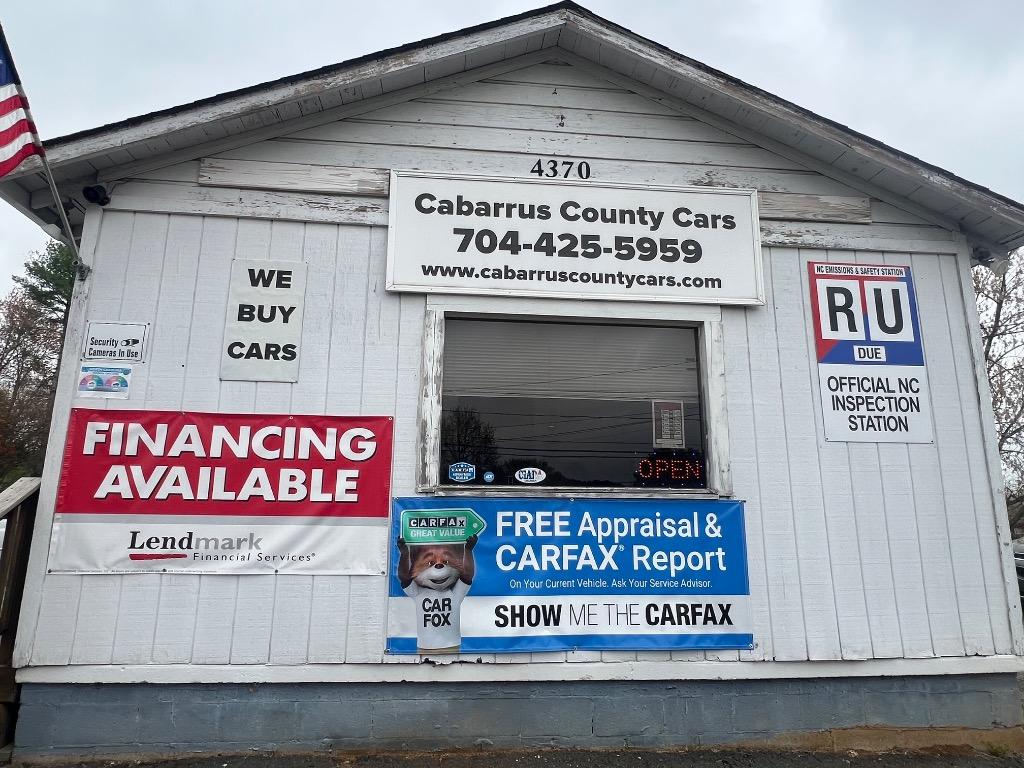 4370
Cabarrus County Cars
704-425-5959
www.cabarruscountycars.com
WE
BUY
CARS
Security
Cameras In Use
NC EMISSIONS & SAFETY STATION
R U
DUE
OFFICIAL NC
INSPECTION
STATION
OPEN
FINANCING
AVAILABLE
Lendmark
Financial Services®
CARFAX
GREAT VALUE
CAR
FOX
FREE Appraisal &
CARFAX® Report
On Your Current Vehicle. Ask Your Service Advisor.
SHOW ME THE CARFAX